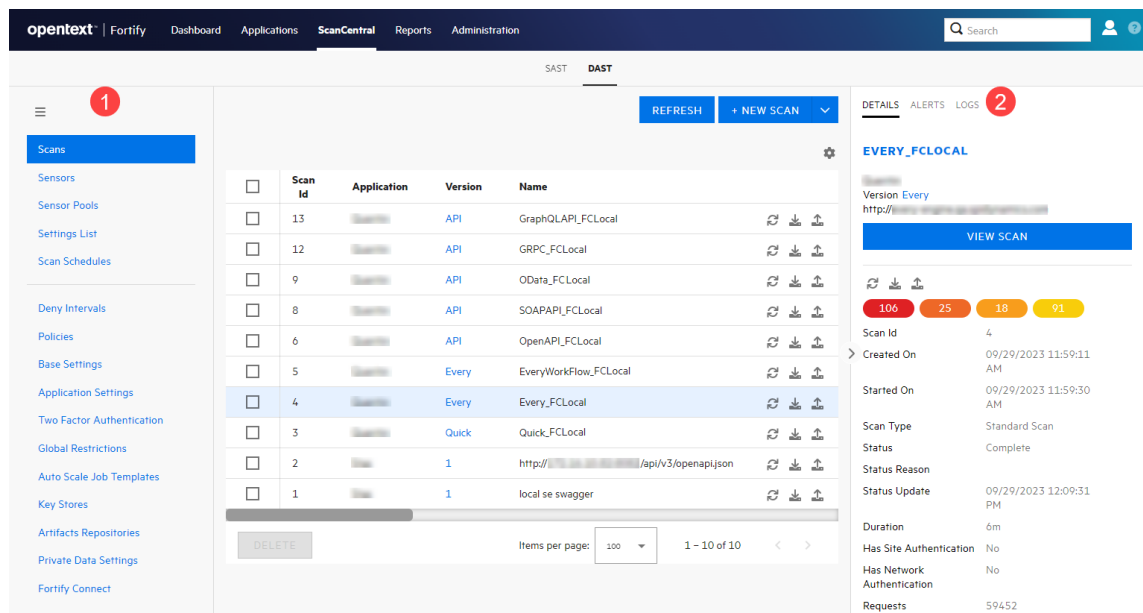 opentext™ | Fortify Dashboard Applications ScanCentral Reports Administration Search
SAST DAST
1
REFRESH + NEW SCAN
DETAILS ALERTS LOGS 2
Scans
Sensors
Sensor Pools
Settings List
Scan Schedules
Deny Intervals
Policies
Base Settings
Application Settings
Two Factor Authentication
Global Restrictions
Auto Scale Job Templates
Key Stores
Artifacts Repositories
Private Data Settings
Fortify Connect
Scan Id Application Version Name
13 API GraphQLAPI_FCLocal
12 API GRPC_FCLocal
9 API OData_FCLocal
8 API SOAPAPI_FCLocal
6 API OpenAPI_FCLocal
5 Every EveryWorkFlow_FCLocal
4 Every Every_FCLocal
3 Quick Quick_FCLocal
2 1 http:// /api/v3/openapi.json
1 1 local se swagger
DELETE Items per page: 100 1 – 10 of 10
EVERY_FCLOCAL
Version Every
http://
VIEW SCAN
106 25 18 91
Scan Id 4
Created On 09/29/2023 11:59:11
AM
Started On 09/29/2023 11:59:30
AM
Scan Type Standard Scan
Status Complete
Status Reason
Status Update 09/29/2023 12:09:31
PM
Duration 6m
Has Site Authentication No
Has Network No
Authentication
Requests 59452